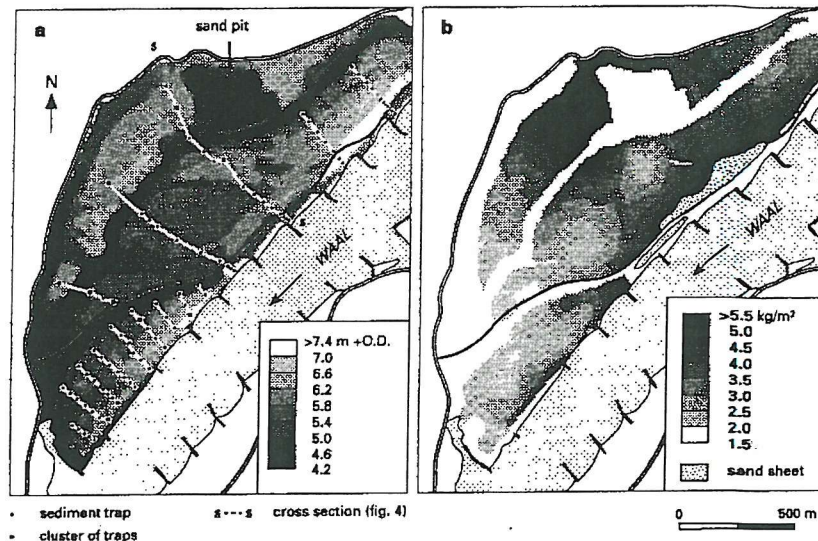 a
sand pit
s
N
WAAL
>7.4 m +O.D.
7.0
6.6
6.2
5.8
5.4
5.0
4.6
4.2
b
WAAL
>5.5 kg/m²
5.0
4.5
4.0
3.5
3.0
2.5
2.0
1.5
sand sheet
sediment trap
s---s cross section (fig. 4)
cluster of traps
0 500 m